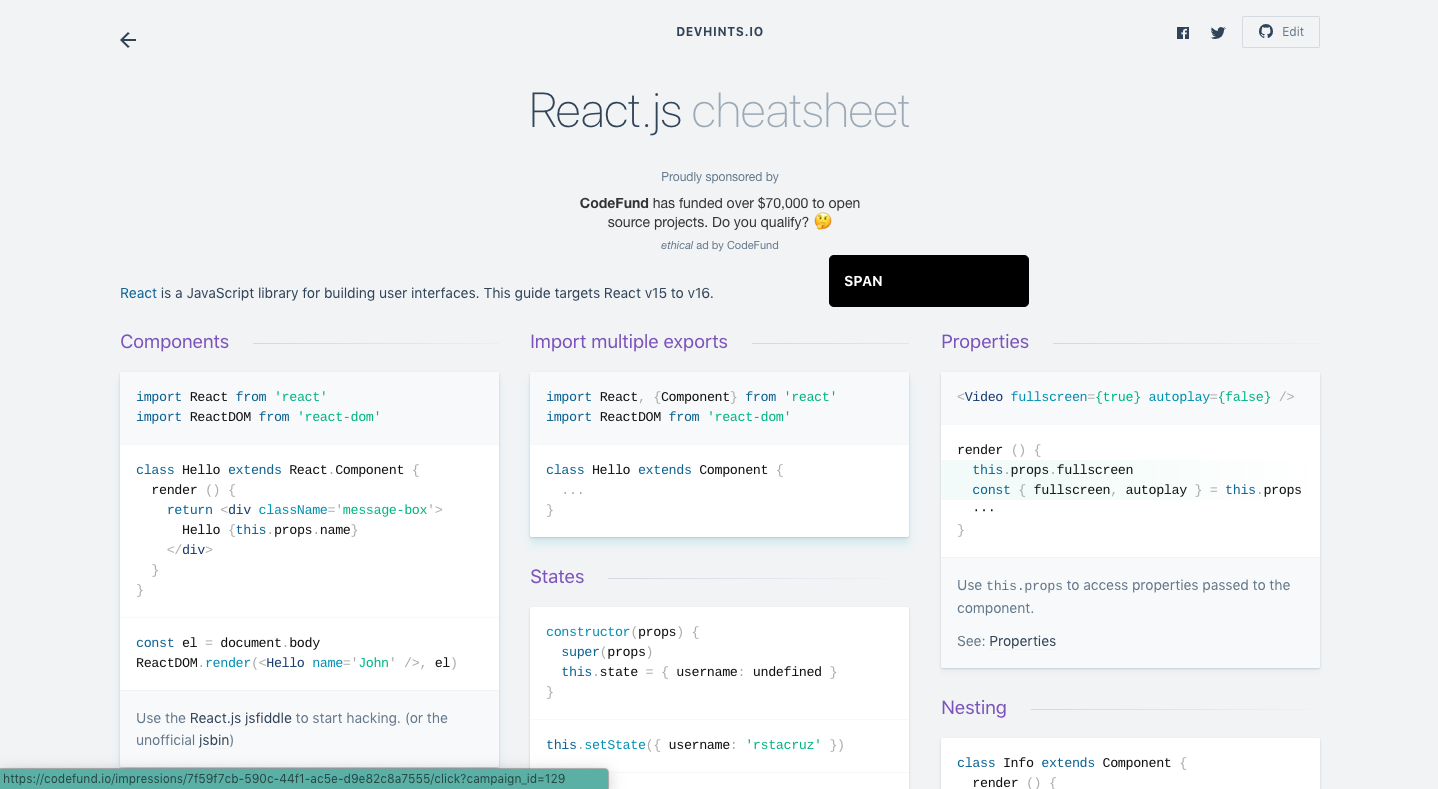 DEVHINTS.IO
Edit
React.js cheatsheet
Proudly sponsored by
CodeFund has funded over $70,000 to open
source projects. Do you qualify? 🤔
ethical ad by CodeFund
SPAN
React is a JavaScript library for building user interfaces. This guide targets React v15 to v16.
Components
import React from 'react'
import ReactDOM from 'react-dom'
class Hello extends React.Component {
  render () {
    return <div className='message-box'>
      Hello {this.props.name}
    </div>
  }
}
const el = document.body
ReactDOM.render(<Hello name='John' />, el)
Use the React.js jsfiddle to start hacking. (or the
unofficial jsbin)
Import multiple exports
import React, {Component} from 'react'
import ReactDOM from 'react-dom'
class Hello extends Component {
  ...
}
States
constructor(props) {
  super(props)
  this.state = { username: undefined }
}
this.setState({ username: 'rstacruz' })
Properties
<Video fullscreen={true} autoplay={false} />
render () {
  this.props.fullscreen
  const { fullscreen, autoplay } = this.props
  ...
}
Use this.props to access properties passed to the
component.
See: Properties
Nesting
class Info extends Component {
  render () {
https://codefund.io/impressions/7f59f7cb-590c-44f1-ac5e-d9e82c8a7555/click?campaign_id=129